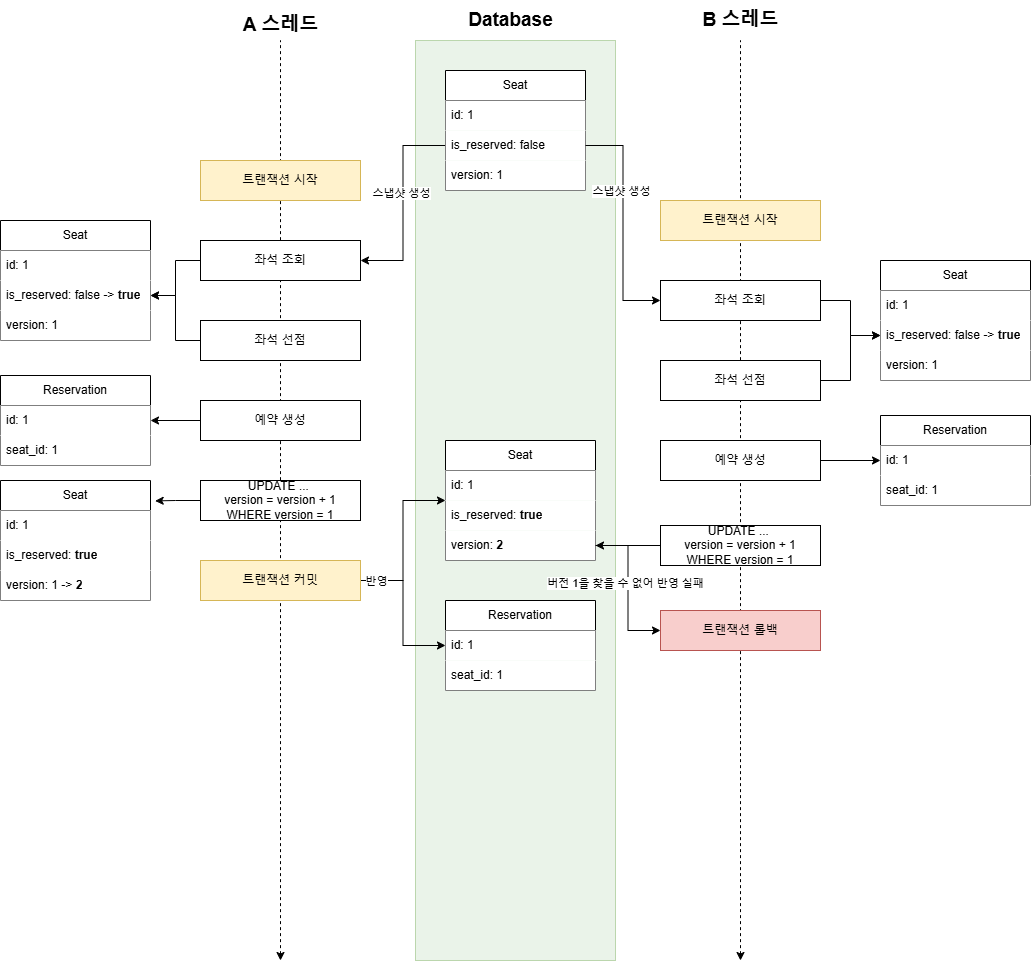 A 스레드
Database
B 스레드
Seat
id: 1
is_reserved: false
version: 1
트랜잭션 시작
스냅샷 생성
스냅샷 생성
트랜잭션 시작
Seat
id: 1
is_reserved: false -> true
version: 1
좌석 조회
좌석 선점
좌석 조회
좌석 선점
Seat
id: 1
is_reserved: false -> true
version: 1
Reservation
id: 1
seat_id: 1
예약 생성
예약 생성
Reservation
id: 1
seat_id: 1
Seat
id: 1
is_reserved: true
version: 1 -> 2
UPDATE ...
version = version + 1
WHERE version = 1
트랜잭션 커밋
반영
Seat
id: 1
is_reserved: true
version: 2
UPDATE ...
version = version + 1
WHERE version = 1
버전 1을 찾을 수 없어 반영 실패
Reservation
id: 1
seat_id: 1
트랜잭션 롤백